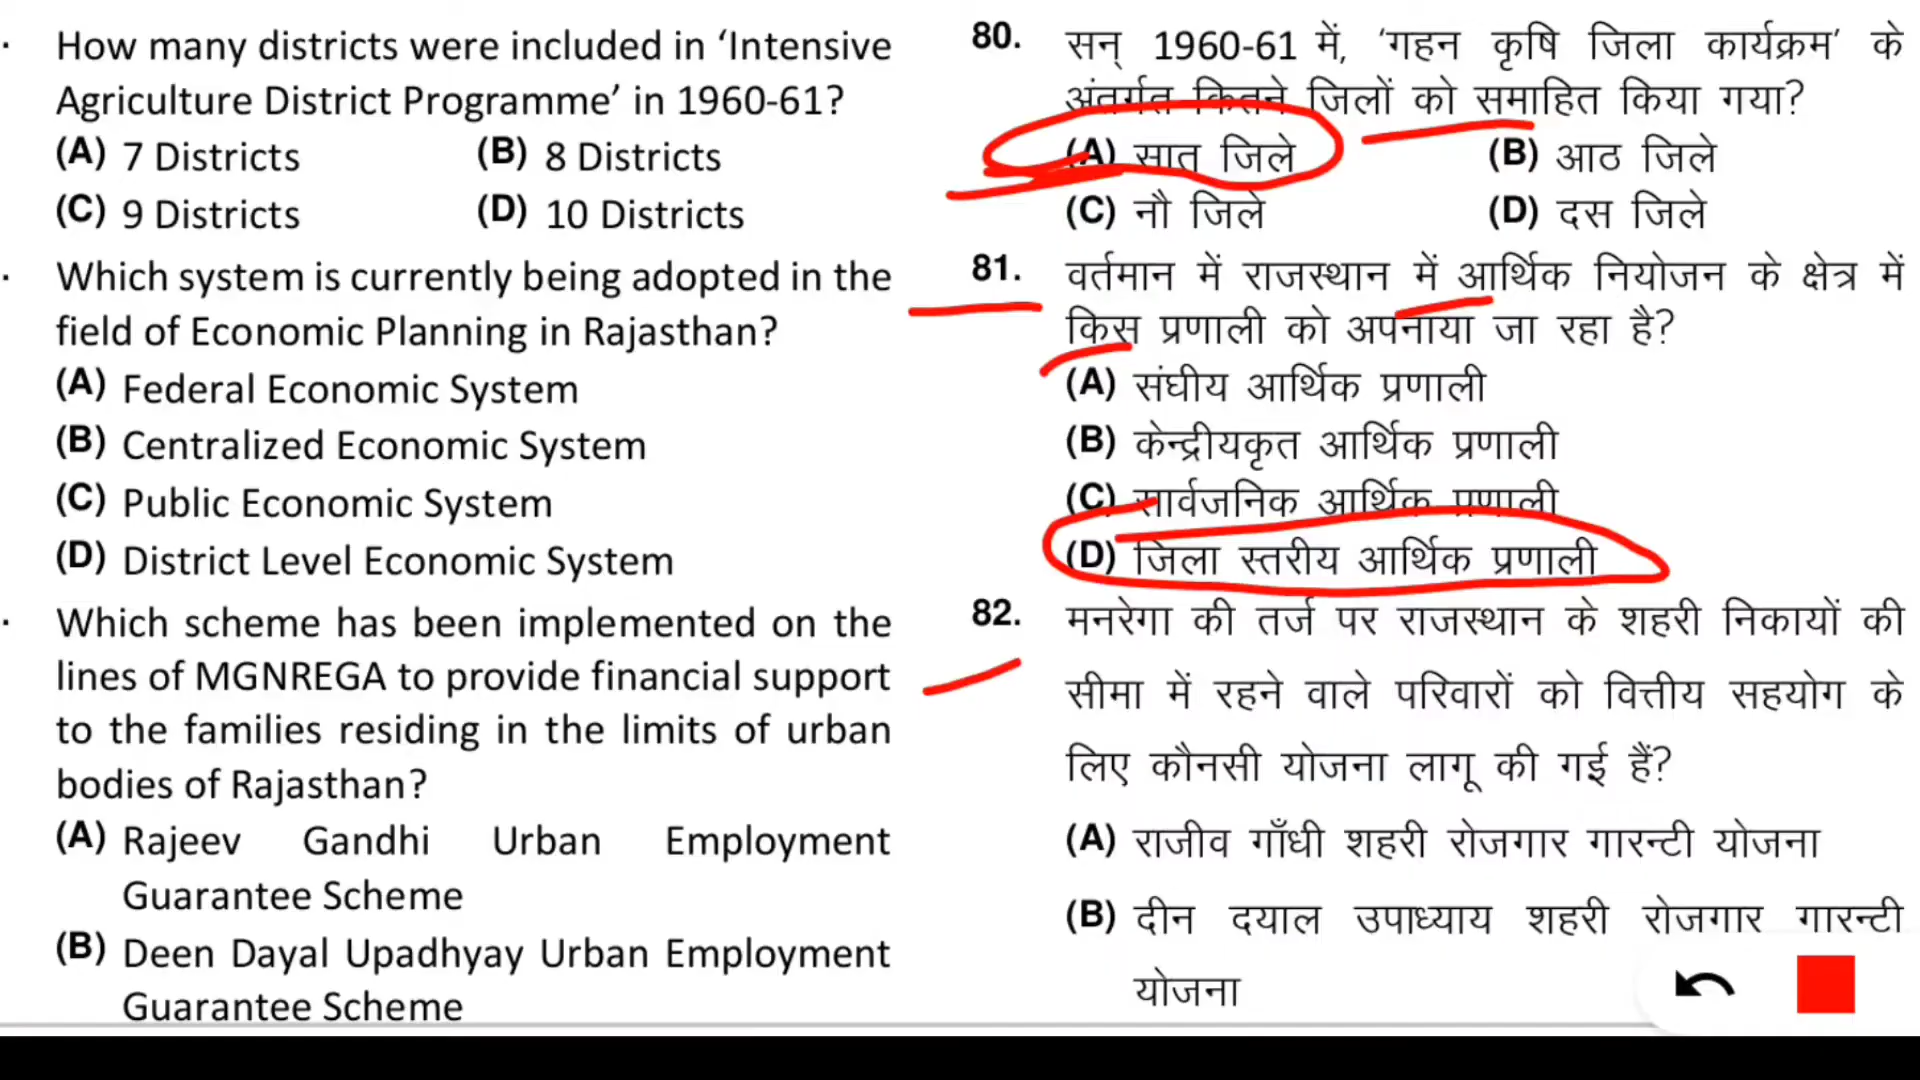 How many districts were included in ‘Intensive
Agriculture District Programme’ in 1960-61?
(A) 7 Districts (B) 8 Districts
(C) 9 Districts (D) 10 Districts
Which system is currently being adopted in the
field of Economic Planning in Rajasthan?
(A) Federal Economic System
(B) Centralized Economic System
(C) Public Economic System
(D) District Level Economic System
Which scheme has been implemented on the
lines of MGNREGA to provide financial support
to the families residing in the limits of urban
bodies of Rajasthan?
(A) Rajeev Gandhi Urban Employment
Guarantee Scheme
(B) Deen Dayal Upadhyay Urban Employment
Guarantee Scheme
80. सन् 1960-61 में, ‘गहन कृषि जिला कार्यक्रम’ के
अंतर्गत कितने जिलों को समाहित किया गया?
(A) सात जिले (B) आठ जिले
(C) नौ जिले (D) दस जिले
81. वर्तमान में राजस्थान में आर्थिक नियोजन के क्षेत्र में
किस प्रणाली को अपनाया जा रहा है?
(A) संघीय आर्थिक प्रणाली
(B) केन्द्रीयकृत आर्थिक प्रणाली
(C) सार्वजनिक आर्थिक प्रणाली
(D) जिला स्तरीय आर्थिक प्रणाली
82. मनरेगा की तर्ज पर राजस्थान के शहरी निकायों की
सीमा में रहने वाले परिवारों को वित्तीय सहयोग के
लिए कौनसी योजना लागू की गई हैं?
(A) राजीव गाँधी शहरी रोजगार गारन्टी योजना
(B) दीन दयाल उपाध्याय शहरी रोजगार गारन्टी
योजना